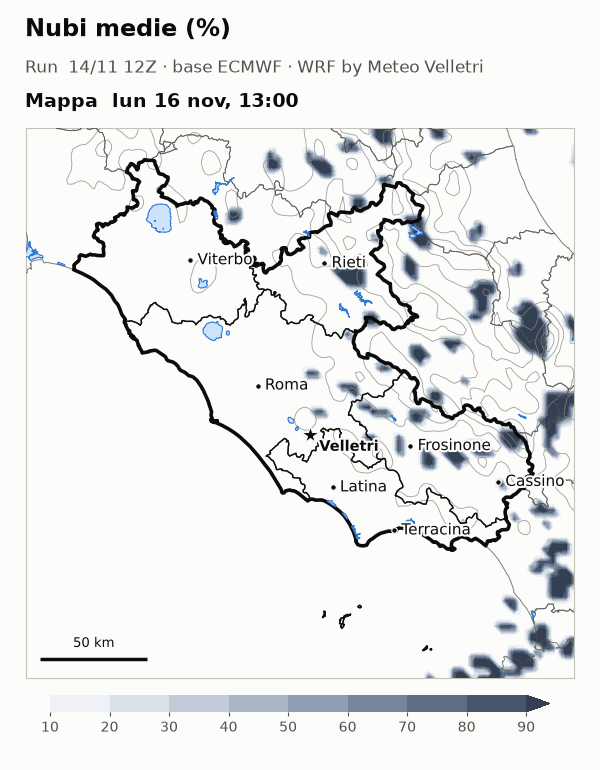 Nubi medie (%)
Run 14/11 12Z · base ECMWF · WRF by Meteo Velletri
Mappa lun 16 nov, 13:00
Viterbo
Rieti
Roma
Velletri
Frosinone
Latina
Cassino
Terracina
50 km
10 20 30 40 50 60 70 80 90